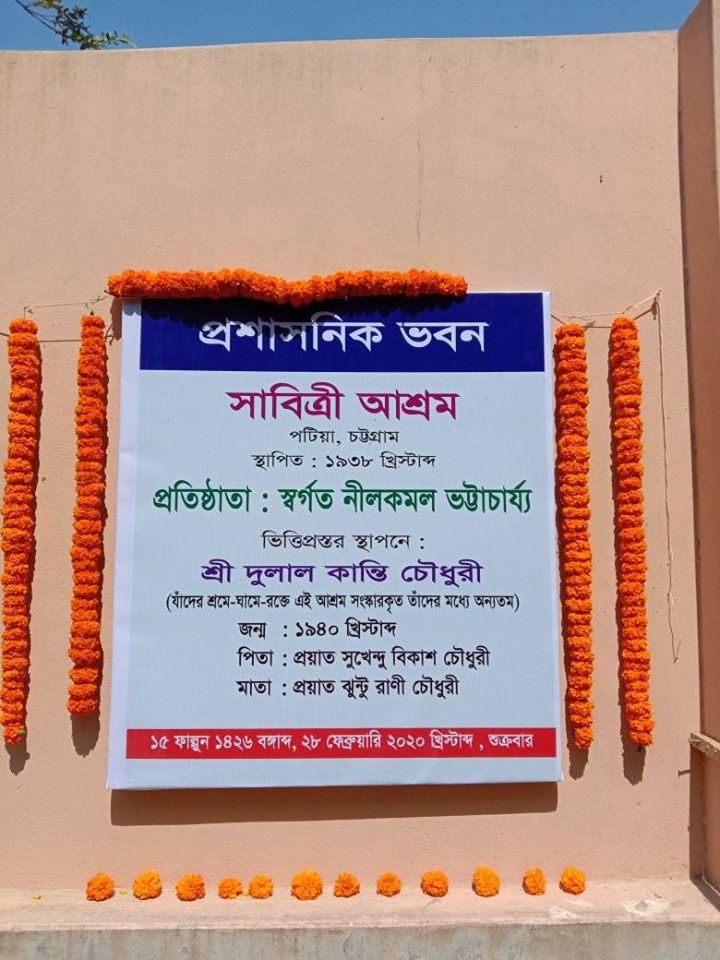 প্রশাসনিক ভবন
সাবিত্রী আশ্রম
পটিয়া, চট্টগ্রাম
স্থাপিত : ১৯৩৮ খ্রিস্টাব্দ
প্রতিষ্ঠাতা : স্বর্গত নীলকমল ভট্টাচার্য্য
ভিত্তিপ্রস্তর স্থাপনে :
শ্রী দুলাল কান্তি চৌধুরী
(যাঁদের শ্রমে-ঘামে-রক্তে এই আশ্রম সংস্কারকৃত তাঁদের মধ্যে অন্যতম)
জন্ম : ১৯৪০ খ্রিস্টাব্দ
পিতা : প্রয়াত সুখেন্দু বিকাশ চৌধুরী
মাতা : প্রয়াত ঝুন্টু রাণী চৌধুরী
১৫ ফাল্গুন ১৪২৬ বঙ্গাব্দ, ২৮ ফেব্রুয়ারি ২০২০ খ্রিস্টাব্দ , শুক্রবার